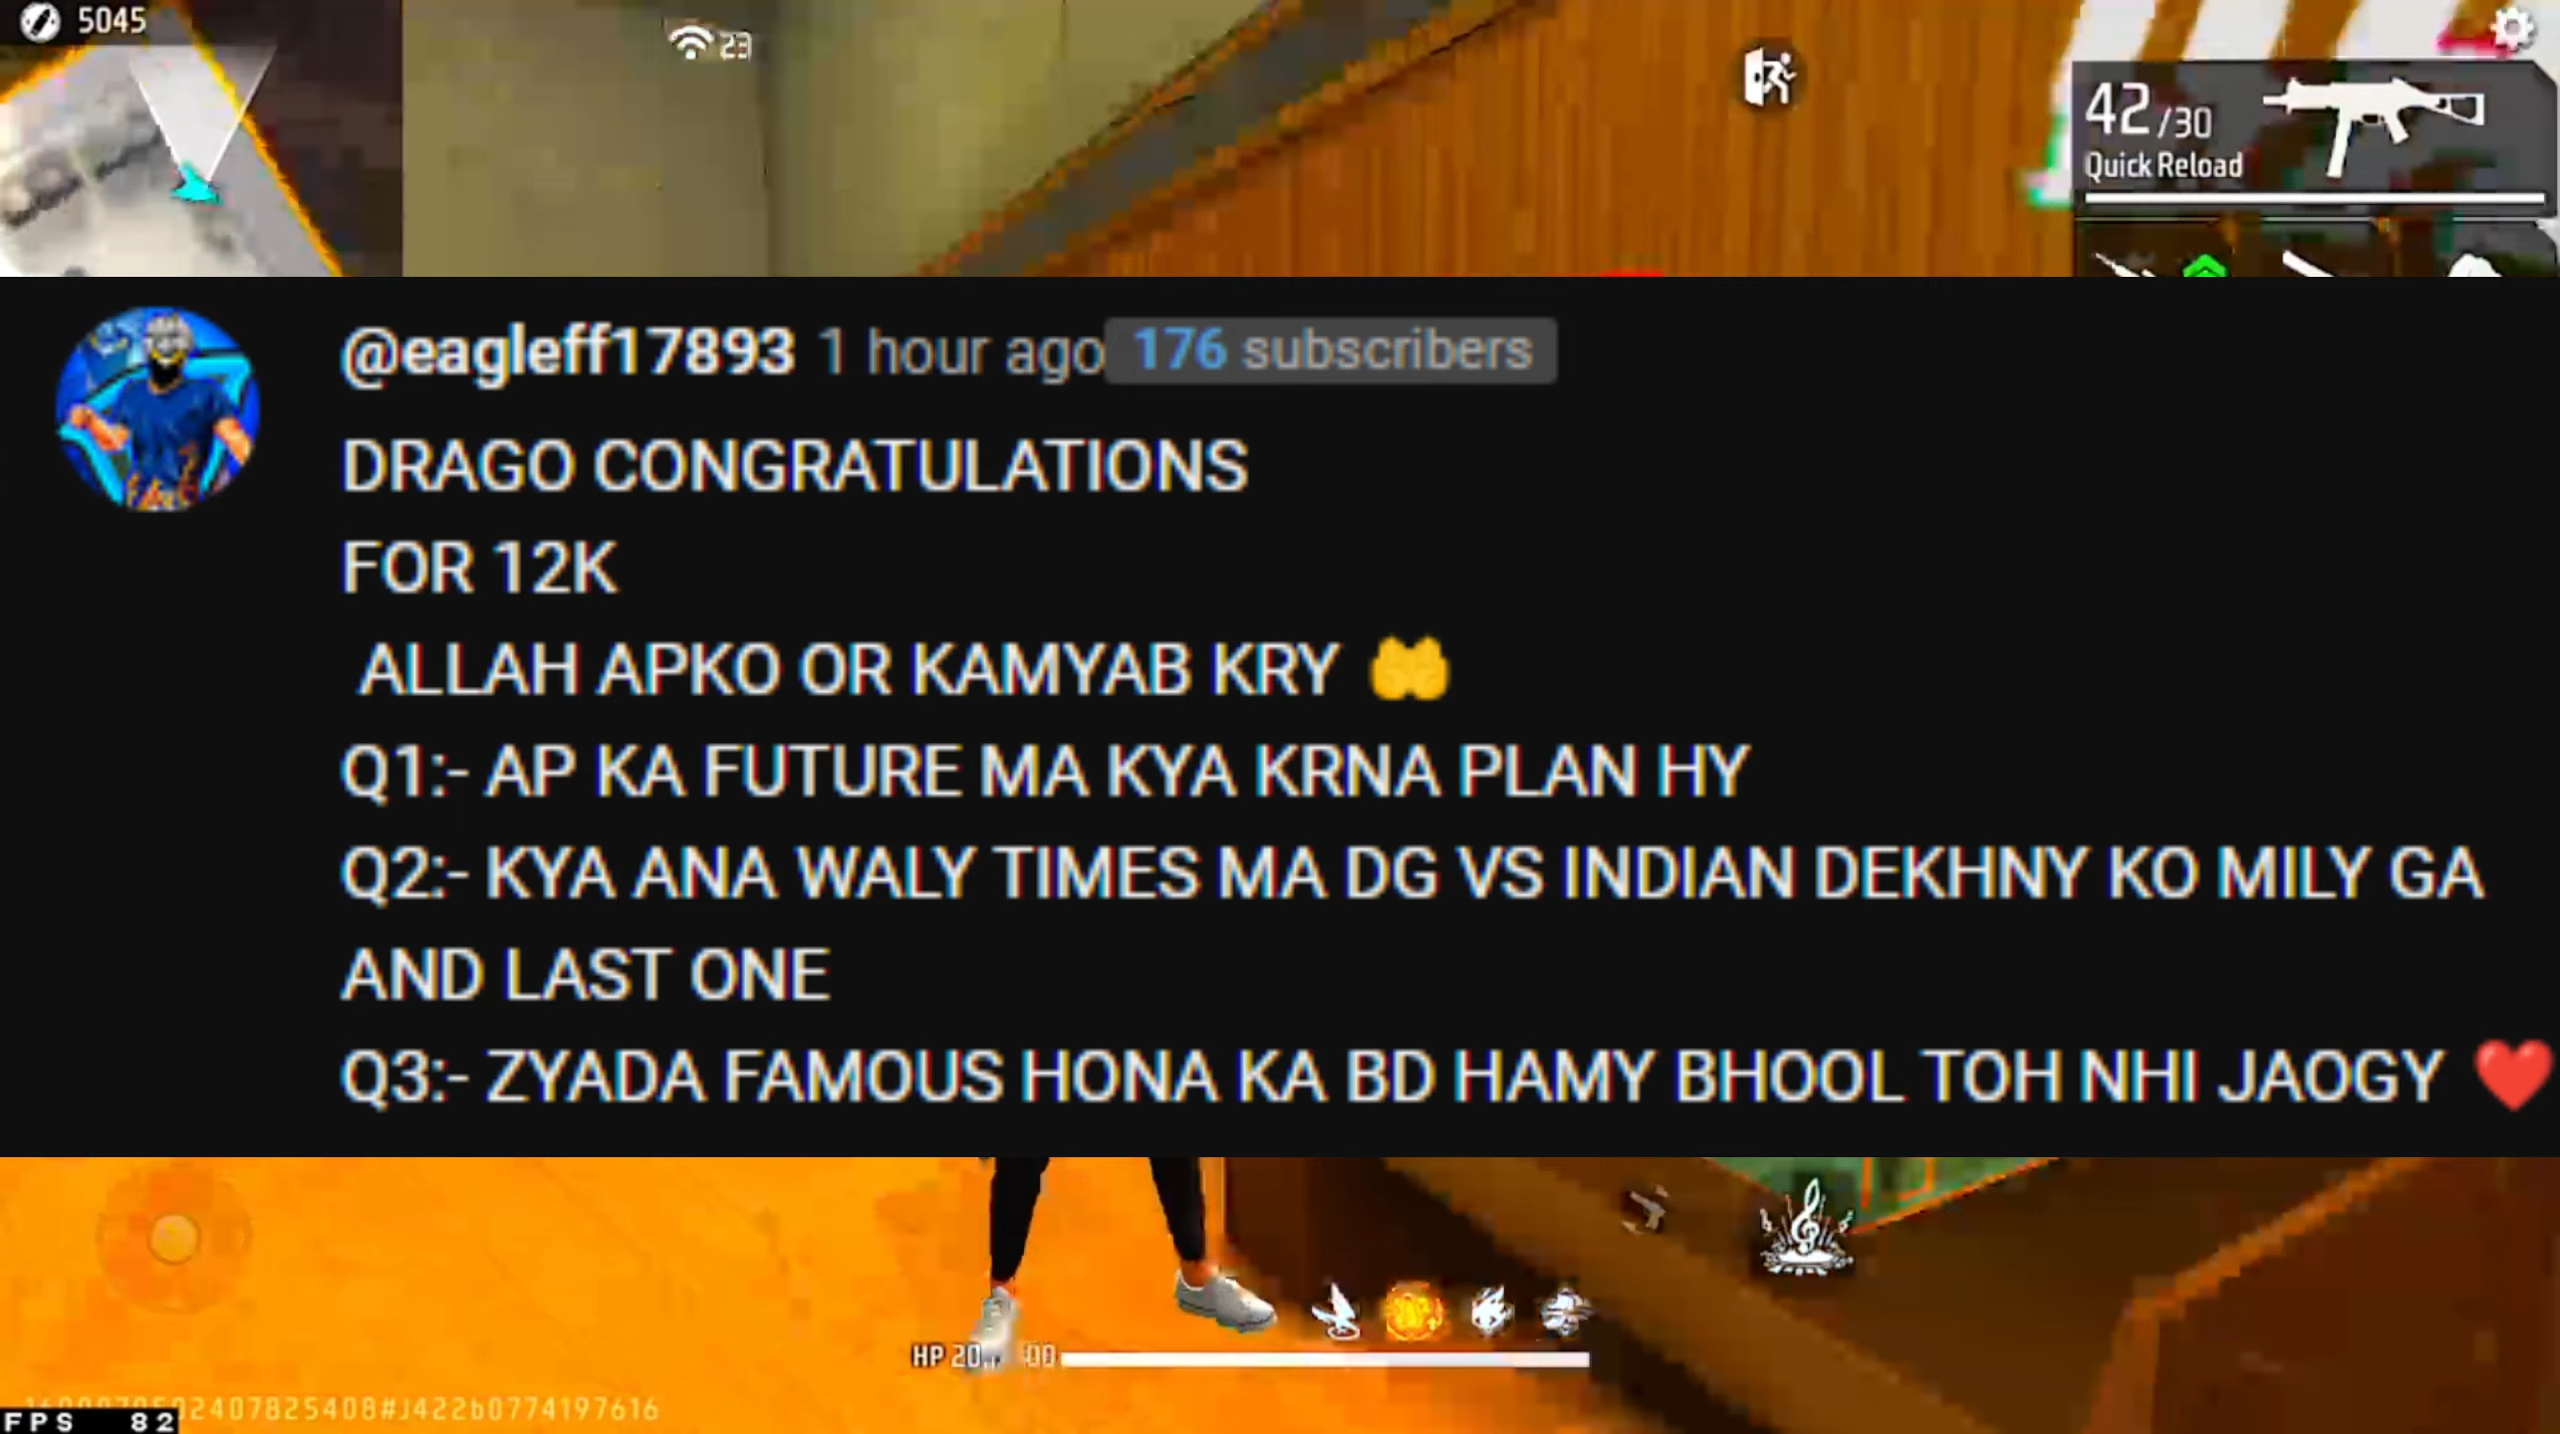 5045
23
42/30
Quick Reload
@eagleff17893 1 hour ago 176 subscribers
DRAGO CONGRATULATIONS
FOR 12K
ALLAH APKO OR KAMYAB KRY 🤲
Q1:- AP KA FUTURE MA KYA KRNA PLAN HY
Q2:- KYA ANA WALY TIMES MA DG VS INDIAN DEKHNY KO MILY GA
AND LAST ONE
Q3:- ZYADA FAMOUS HONA KA BD HAMY BHOOL TOH NHI JAOGY ❤️
HP
FPS 82